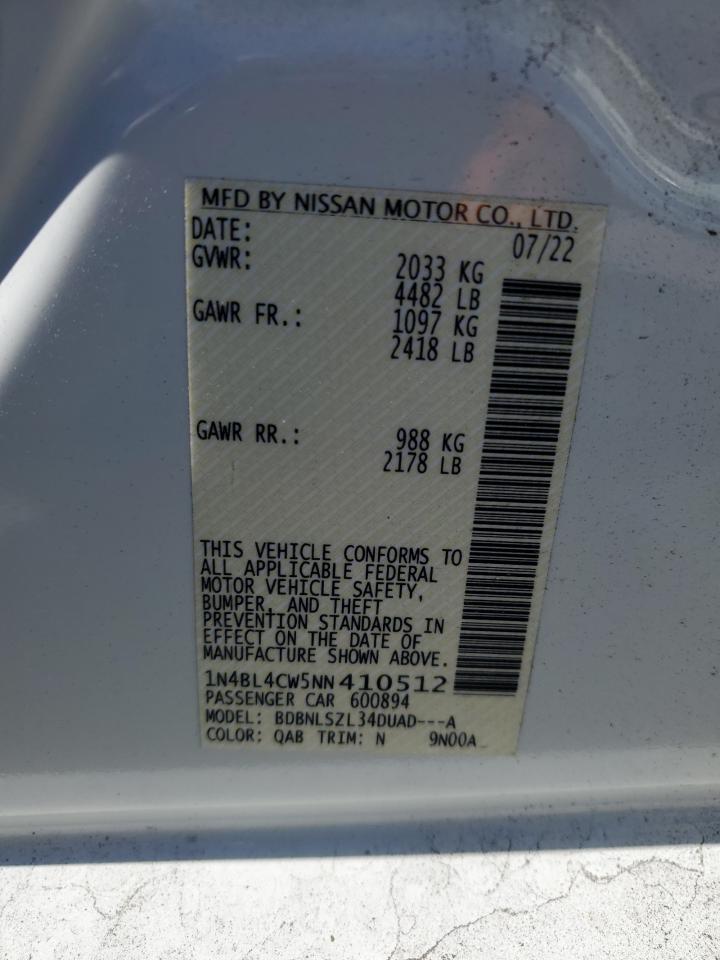 MFD BY NISSAN MOTOR CO., LTD.
DATE: 07/22
GVWR: 2033 KG
4482 LB
GAWR FR.: 1097 KG
2418 LB
GAWR RR.: 988 KG
2178 LB
THIS VEHICLE CONFORMS TO
ALL APPLICABLE FEDERAL
MOTOR VEHICLE SAFETY,
BUMPER, AND THEFT
PREVENTION STANDARDS IN
EFFECT ON THE DATE OF
MANUFACTURE SHOWN ABOVE.
1N4BL4CW5NN410512
PASSENGER CAR 600894
MODEL: BDBNLSZL34DUAD---A
COLOR: QAB TRIM: N 9N00A